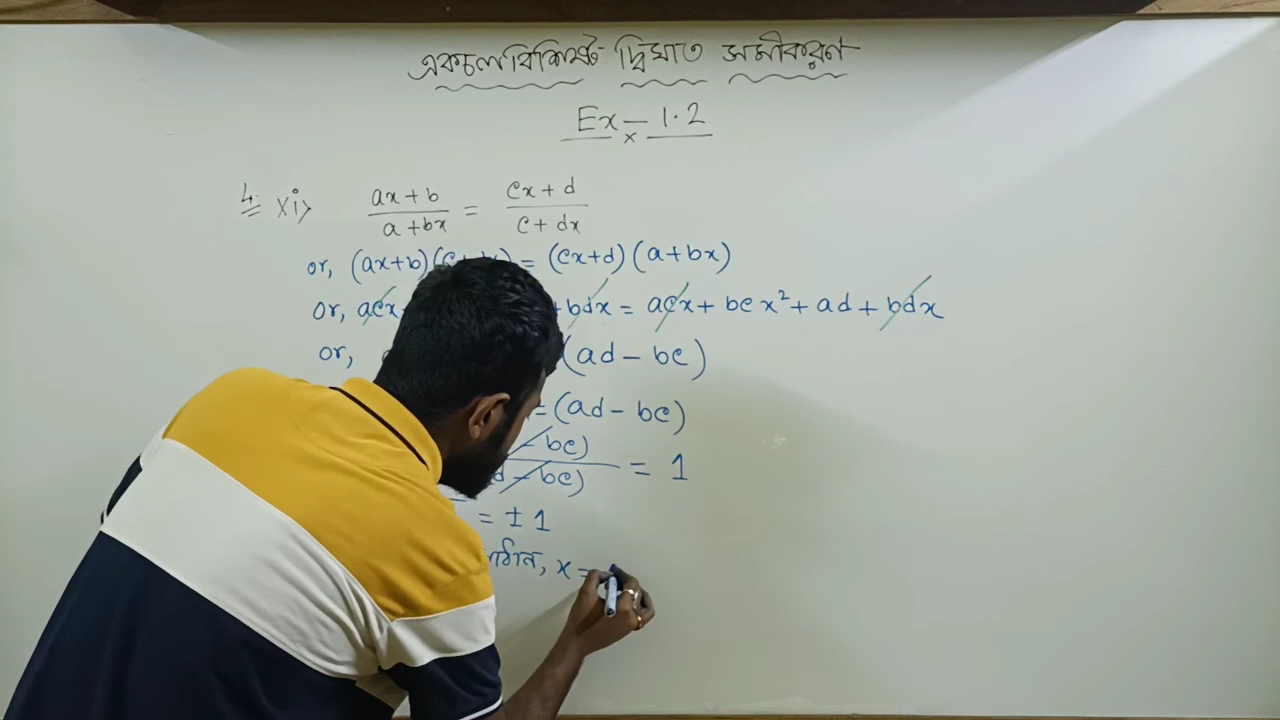 একচলবিশিষ্ট দ্বিঘাত সমীকরণ
Ex - 1.2
4. xi> (ax + b)/(a + bx) = (cx + d)/(c + dx)
or, (ax+b) = (cx+d) (a+bx)
or, acx + bdx = acx + bcx² + ad + bdx
or, (ad - bc)
= (ad - bc)
- bc)
- bc) = 1
= ± 1
x =